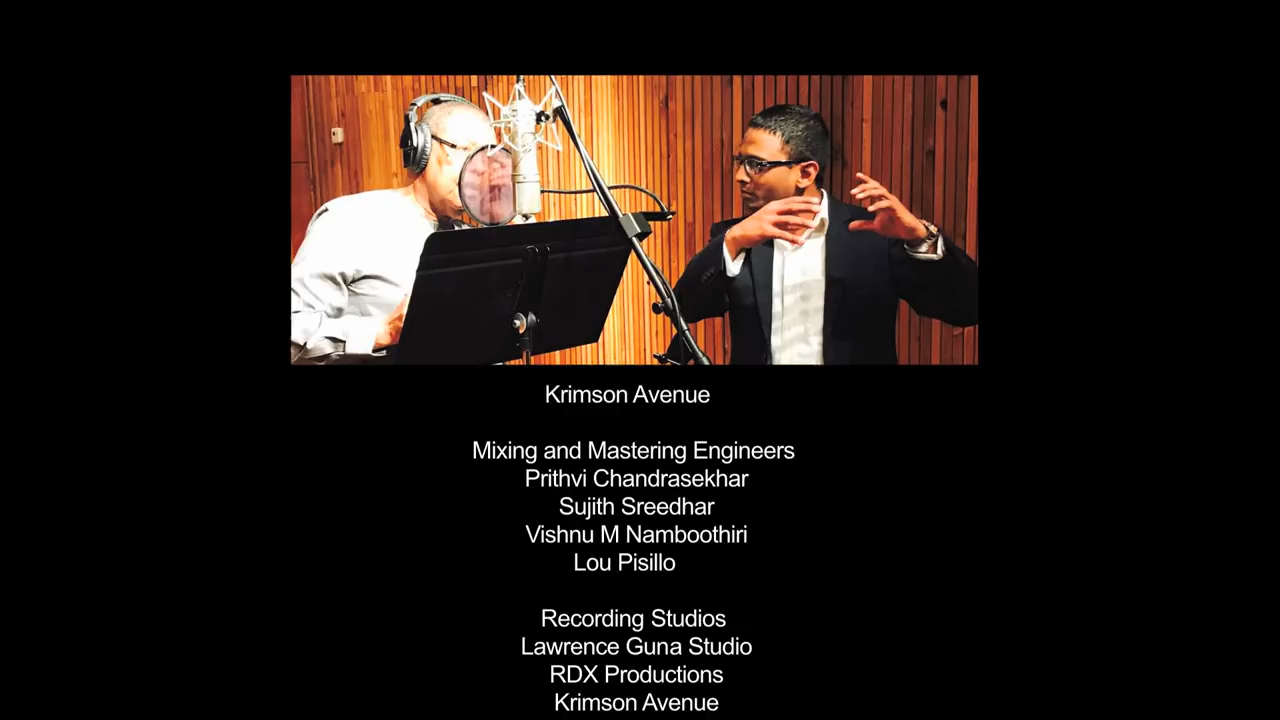 Krimson Avenue
Mixing and Mastering Engineers
Prithvi Chandrasekhar
Sujith Sreedhar
Vishnu M Namboothiri
Lou Pisillo
Recording Studios
Lawrence Guna Studio
RDX Productions
Krimson Avenue